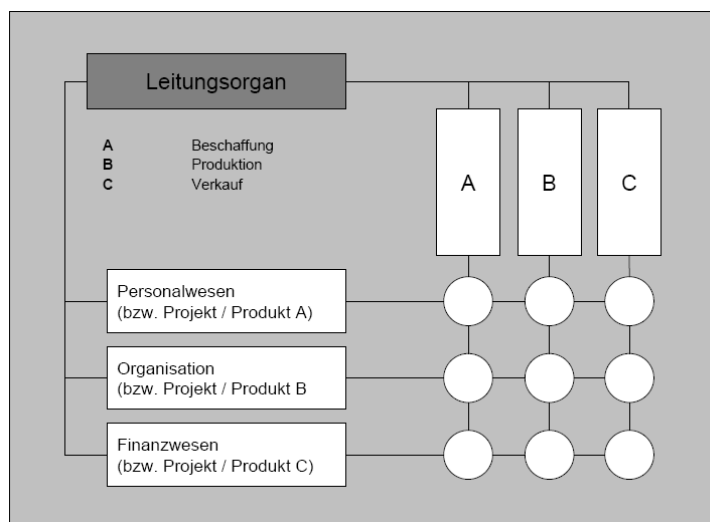 Leitungsorgan
A Beschaffung
B Produktion
C Verkauf
A B C
Personalwesen
(bzw. Projekt / Produkt A)
Organisation
(bzw. Projekt / Produkt B
Finanzwesen
(bzw. Projekt / Produkt C)